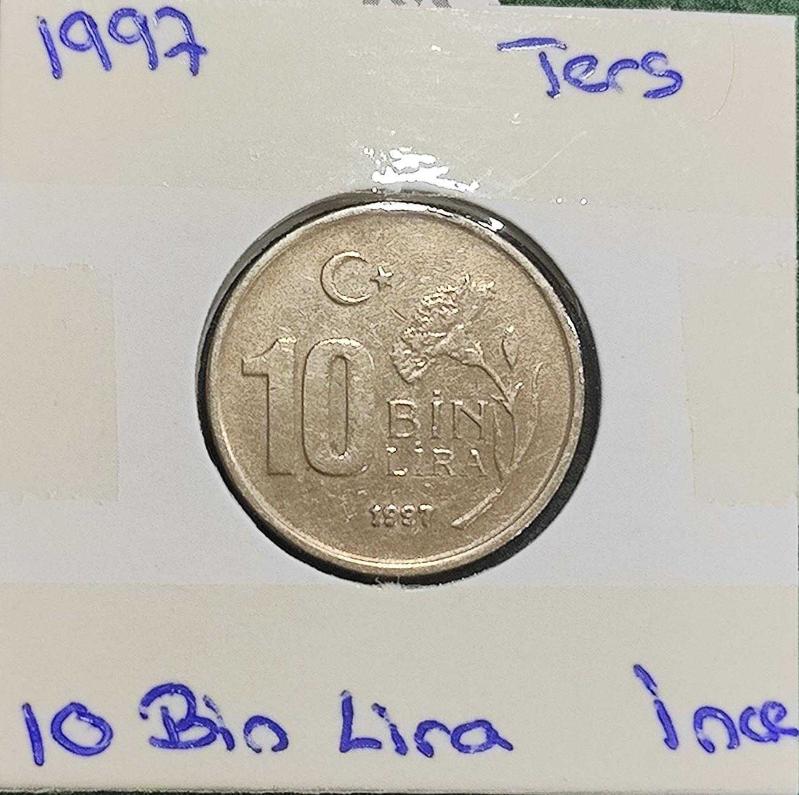 1997 Ters
10 BİN
LİRA
1997
10 Bin Lira İnce